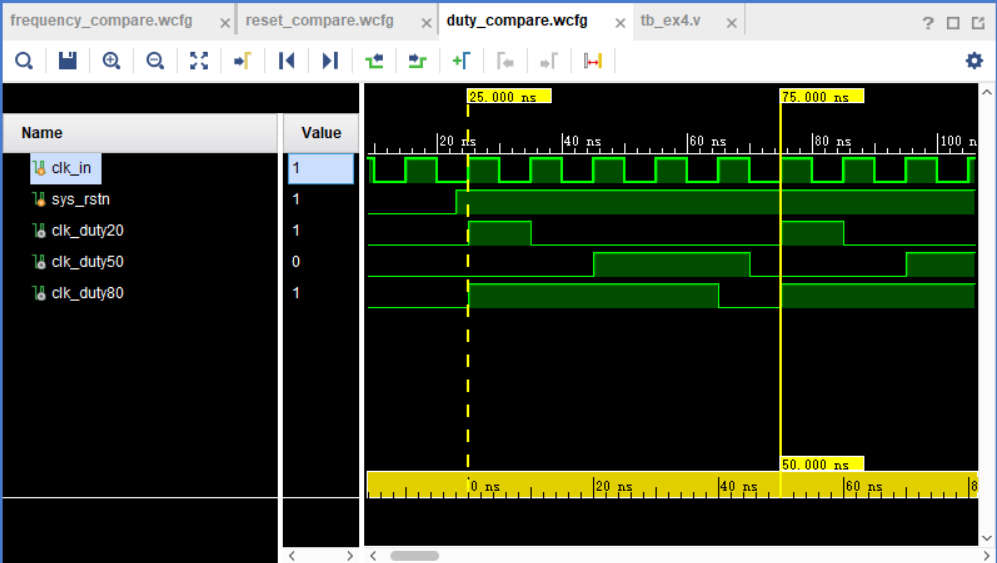 frequency_compare.wcfg × reset_compare.wcfg × duty_compare.wcfg × tb_ex4.v ×
?
25.000 ns 75.000 ns
Name Value
20 ns 40 ns 60 ns 80 ns 100 n
clk_in 1
sys_rstn 1
clk_duty20 1
clk_duty50 0
clk_duty80 1
50.000 ns
0 ns 20 ns 40 ns 60 ns 8